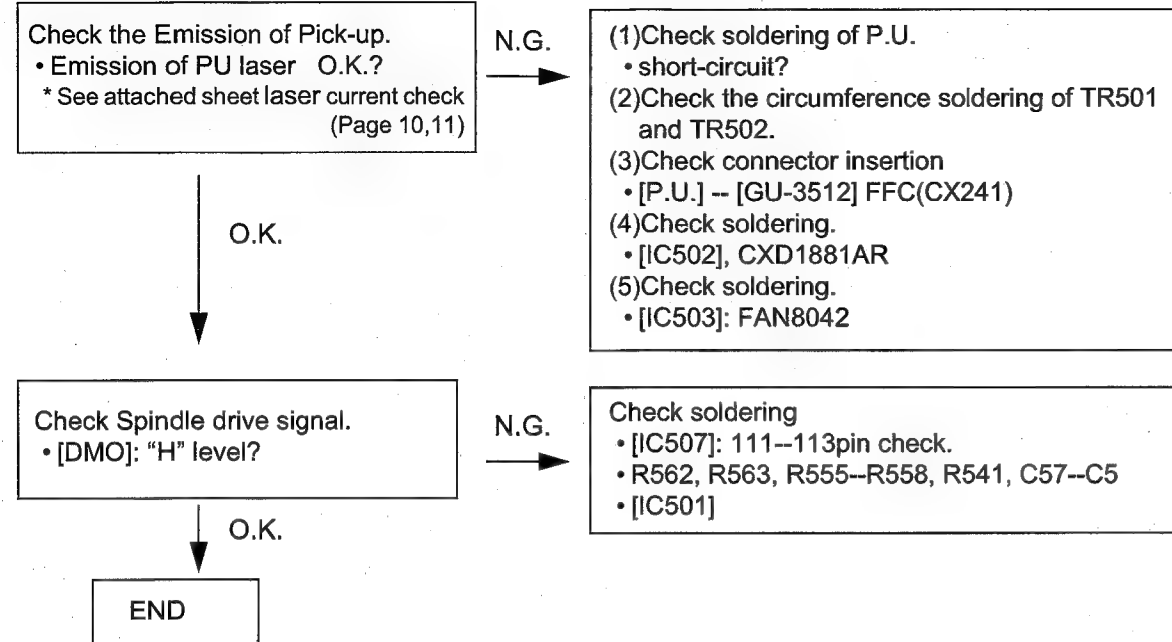 Check the Emission of Pick-up.
• Emission of PU laser O.K.?
* See attached sheet laser current check
(Page 10,11)
N.G.
(1)Check soldering of P.U.
• short-circuit?
(2)Check the circumference soldering of TR501
and TR502.
(3)Check connector insertion
• [P.U.] -- [GU-3512] FFC(CX241)
(4)Check soldering.
• [IC502], CXD1881AR
(5)Check soldering.
• [IC503]: FAN8042
O.K.
Check Spindle drive signal.
• [DMO]: “H” level?
N.G.
Check soldering
• [IC507]: 111--113pin check.
• R562, R563, R555--R558, R541, C57--C5
• [IC501]
O.K.
END